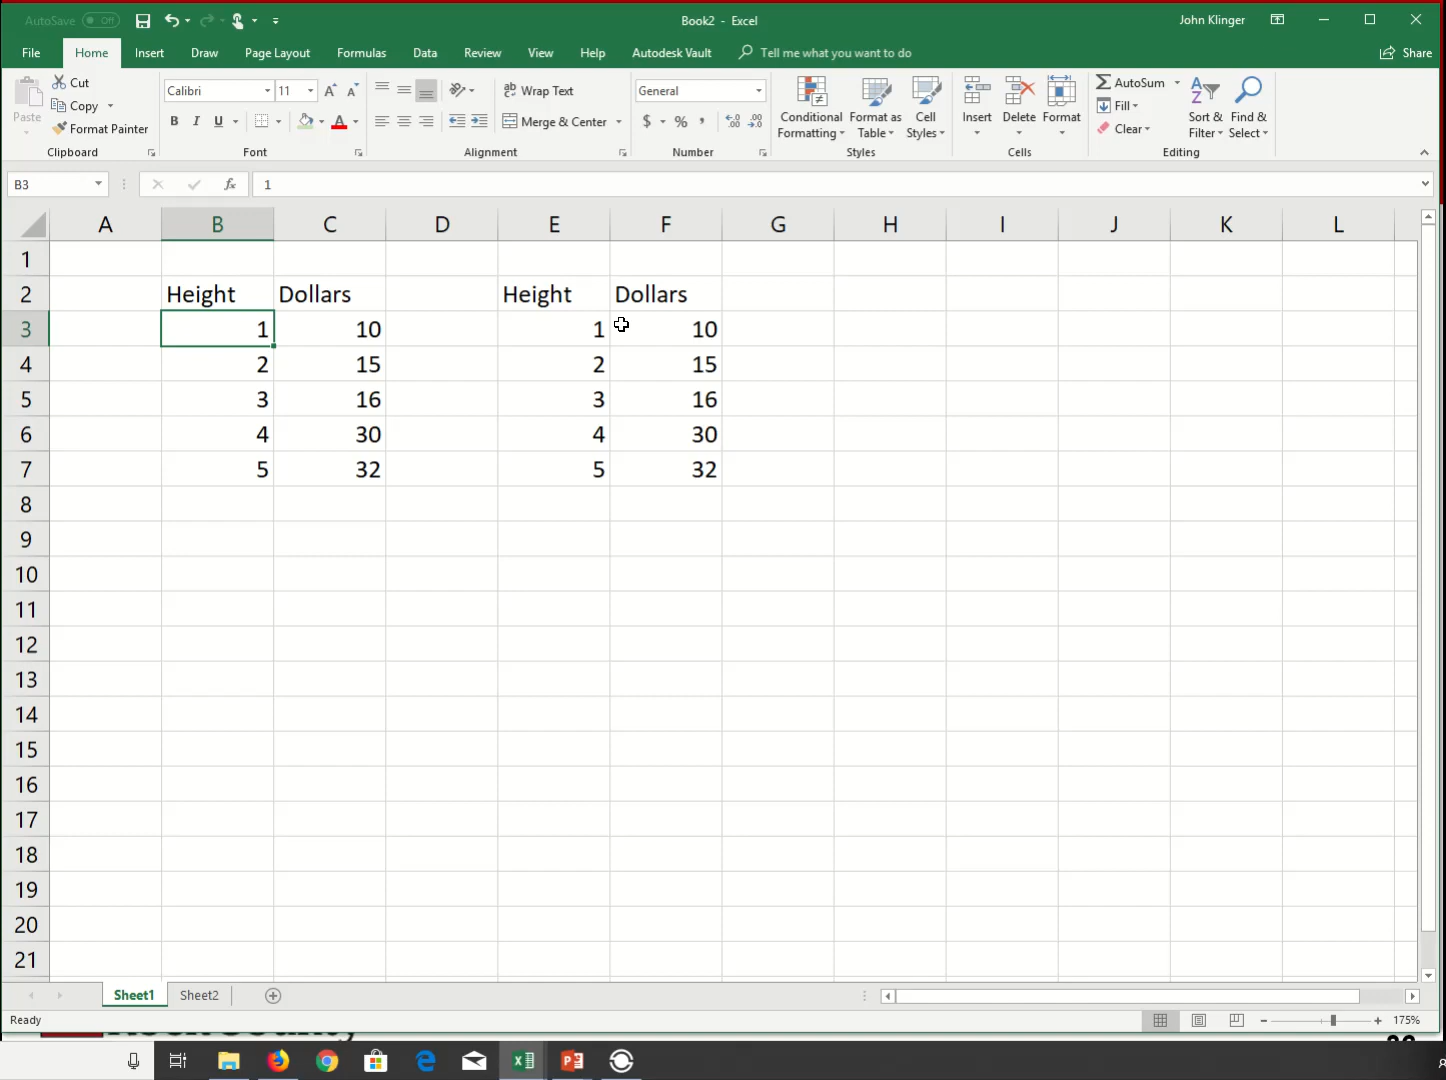 AutoSave Off
Book2 - Excel
John Klinger
File Home Insert Draw Page Layout Formulas Data Review View Help Autodesk Vault Tell me what you want to do Share
Paste
Cut
Copy
Format Painter
Clipboard
Calibri 11
B I U
Font
Wrap Text
Merge & Center
Alignment
General
$ % ,
Number
Conditional Formatting
Format as Table
Cell Styles
Styles
Insert Delete Format
Cells
AutoSum
Fill
Clear
Sort & Filter
Find & Select
Editing
B3 fx 1
A B C D E F G H I J K L
1
2 Height Dollars Height Dollars
3 1 10 1 10
4 2 15 2 15
5 3 16 3 16
6 4 30 4 30
7 5 32 5 32
8
9
10
11
12
13
14
15
16
17
18
19
20
21
Sheet1 Sheet2
Ready 175%